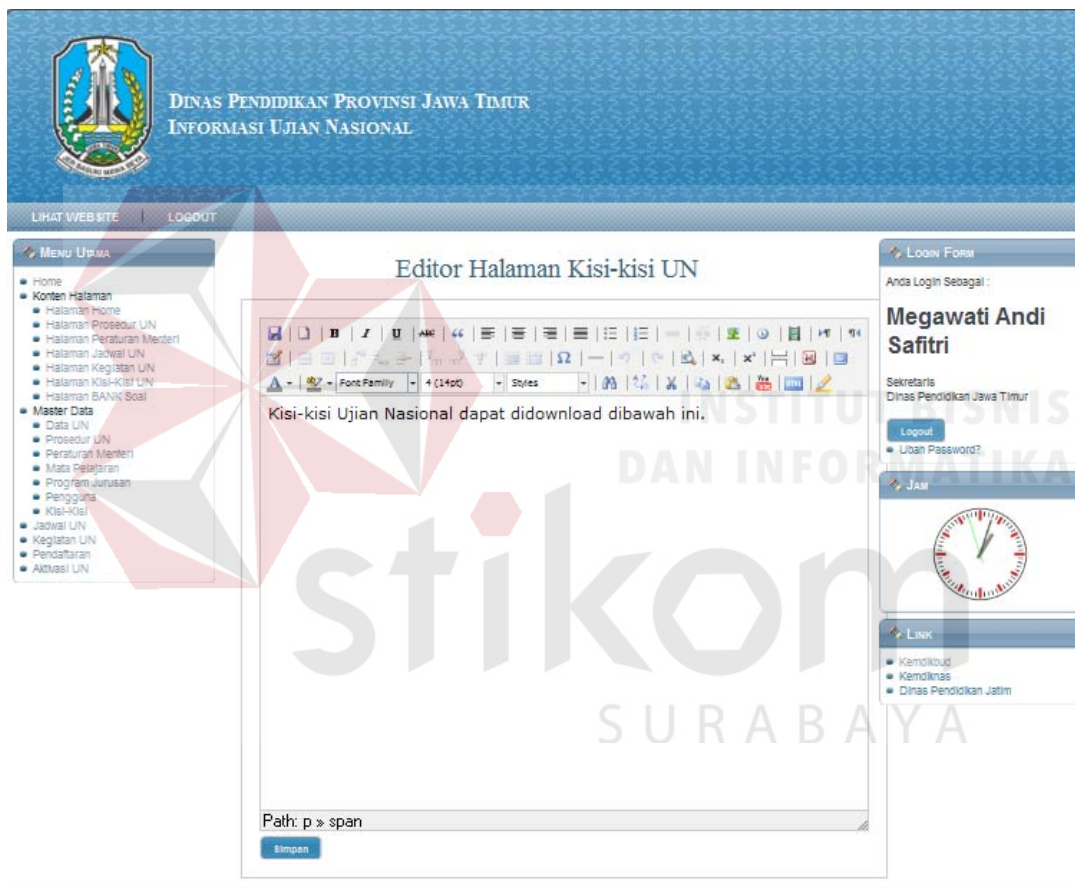 DINAS PENDIDIKAN PROVINSI JAWA TIMUR
INFORMASI UJIAN NASIONAL
JER BASUKI MAWA BEYA
LIHAT WEBSITE | LOGOUT
MENU UTAMA
Home
Konten Halaman
Halaman Home
Halaman Prosedur UN
Halaman Peraturan Menteri
Halaman Jadwal UN
Halaman Kegiatan UN
Halaman Kisi-Kisi UN
Halaman BANK Soal
Master Data
Data UN
Prosedur UN
Peraturan Menteri
Mata Pelajaran
Program Jurusan
Pengguna
Kisi-Kisi
Jadwal UN
Kegiatan UN
Pendaftaran
Aktivasi UN
Editor Halaman Kisi-kisi UN
Font Family
4 (14pt)
Styles
Kisi-kisi Ujian Nasional dapat didownload dibawah ini.
Path: p » span
Simpan
LOGIN FORM
Anda Login Sebagai :
Megawati Andi
Safitri
Sekretaris
Dinas Pendidikan Jawa Timur
Logout
Ubah Password?
JAM
LINK
Kemdikbud
Kemdiknas
Dinas Pendidikan Jatim
INSTITUT BISNIS
DAN INFORMATIKA
stikom
SURABAYA